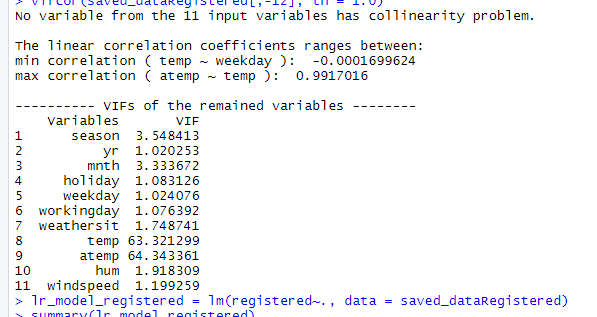 > vifcor(saved_dataRegistered[,-12], th = 1.0)
No variable from the 11 input variables has collinearity problem.
The linear correlation coefficients ranges between:
min correlation ( temp ~ weekday ):  -0.0001699624
max correlation ( atemp ~ temp ):  0.9917016
---------- VIFs of the remained variables --------
Variables VIF
1 season 3.548413
2 yr 1.020253
3 mnth 3.333672
4 holiday 1.083126
5 weekday 1.024076
6 workingday 1.076392
7 weathersit 1.748741
8 temp 63.321299
9 atemp 64.343361
10 hum 1.918309
11 windspeed 1.199259
> lr_model_registered = lm(registered~., data = saved_dataRegistered)
> summary(lr_model_registered)